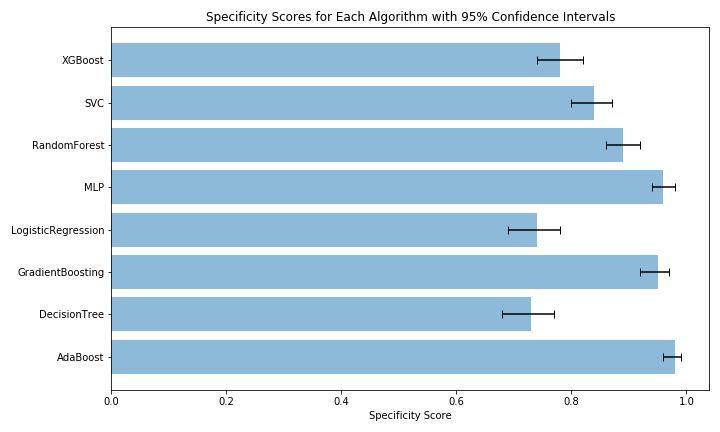 Specificity Scores for Each Algorithm with 95% Confidence Intervals
XGBoost
SVC
RandomForest
MLP
LogisticRegression
GradientBoosting
DecisionTree
AdaBoost
0.0 0.2 0.4 0.6 0.8 1.0
Specificity Score